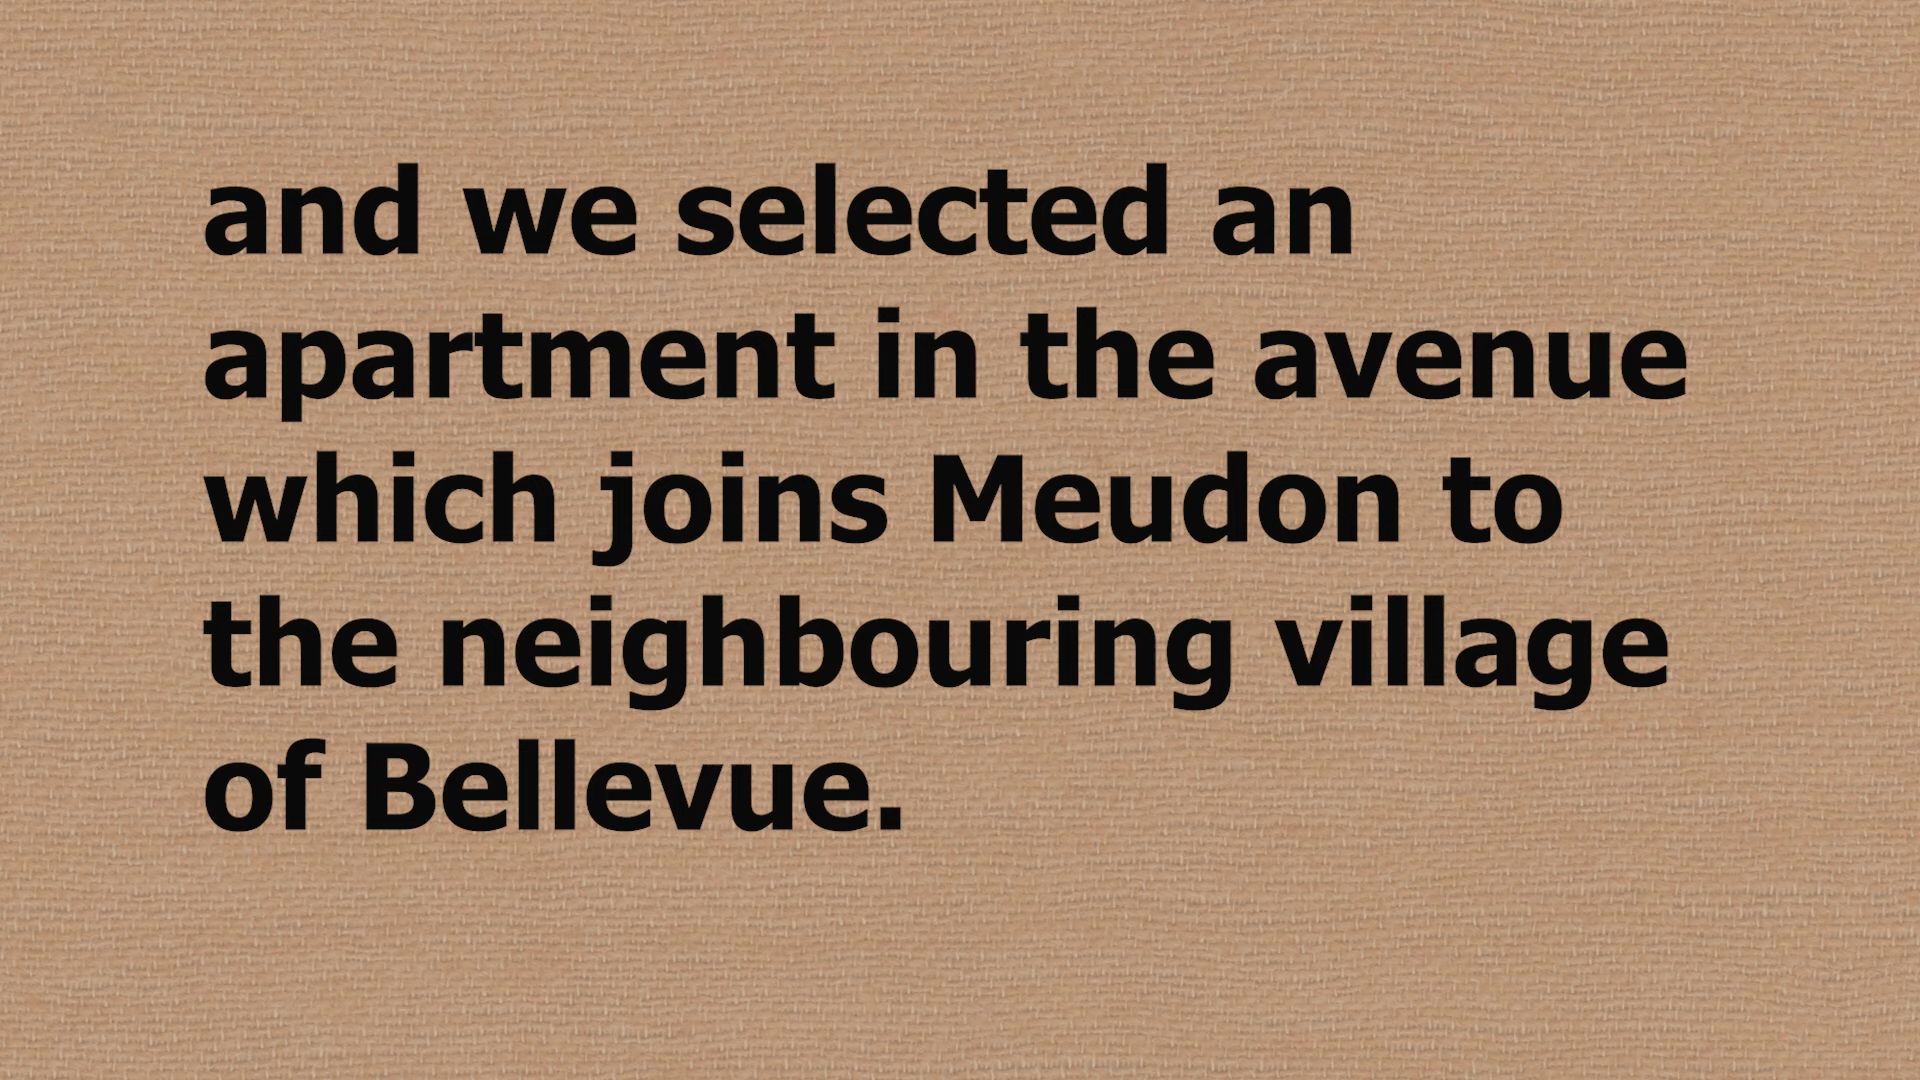 and we selected an
apartment in the avenue
which joins Meudon to
the neighbouring village
of Bellevue.